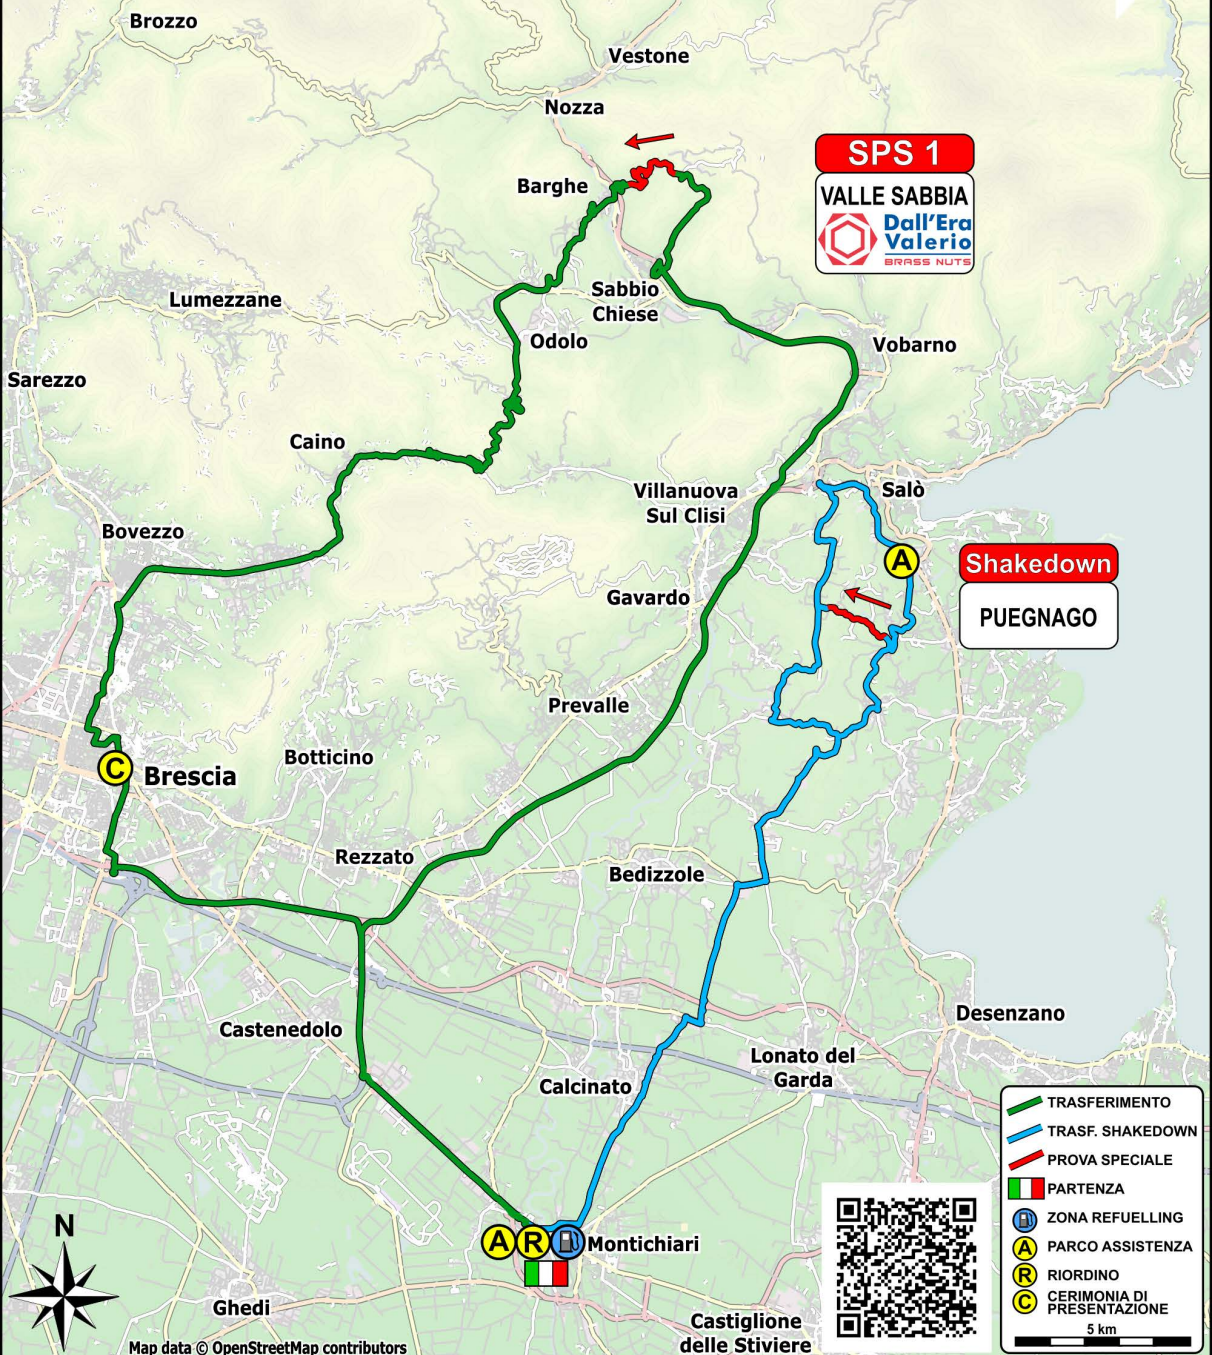 Brozzo
Vestone
Nozza
SPS 1
VALLE SABBIA
Dall'Era
Valerio
BRASS NUTS
Barghe
Sabbio
Chiese
Lumezzane
Odolo
Vobarno
Sarezzo
Caino
Villanuova
Sul Clisi
Salò
Bovezzo
A
Shakedown
PUEGNAGO
Gavardo
Prevalle
Botticino
C
Brescia
Rezzato
Bedizzole
Desenzano
Castenedolo
Lonato del
Garda
Calcinato
TRASFERIMENTO
TRASF. SHAKEDOWN
PROVA SPECIALE
PARTENZA
ZONA REFUELLING
A PARCO ASSISTENZA
R RIORDINO
C CERIMONIA DI
PRESENTAZIONE
5 km
N
A R Montichiari
Ghedi
Castiglione
delle Stiviere
Map data © OpenStreetMap contributors